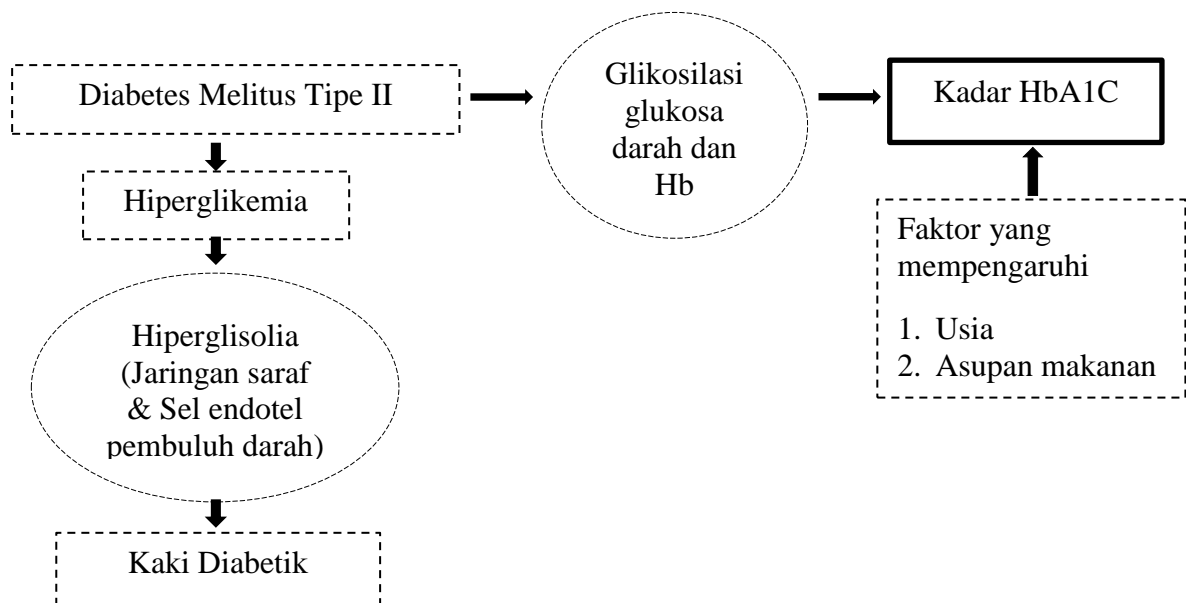 Diabetes Melitus Tipe II
Glikosilasi
glukosa
darah dan
Hb
Kadar HbA1C
Hiperglikemia
Faktor yang
mempengaruhi
1. Usia
2. Asupan makanan
Hiperglisolia
(Jaringan saraf
& Sel endotel
pembuluh darah)
Kaki Diabetik